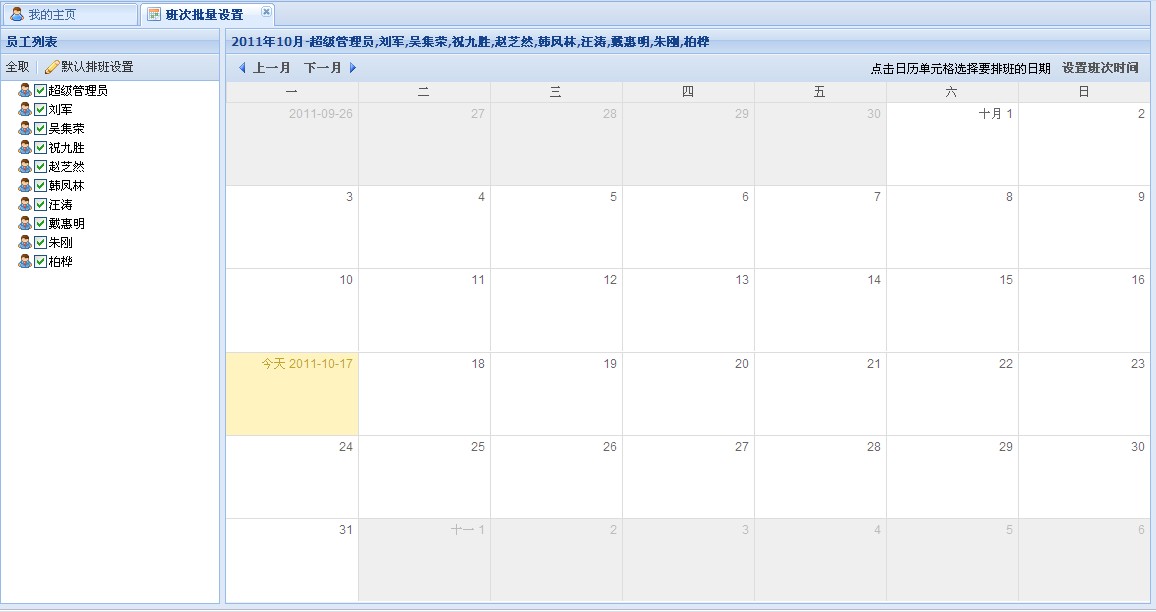 我的主页 班次批量设置
员工列表
全取 默认排班设置
超级管理员
刘军
吴集荣
祝九胜
赵芝然
韩凤林
汪涛
戴惠明
朱刚
柏桦
2011年10月-超级管理员,刘军,吴集荣,祝九胜,赵芝然,韩凤林,汪涛,戴惠明,朱刚,柏桦
上一月 下一月 点击日历单元格选择要排班的日期 设置班次时间
一 二 三 四 五 六 日
2011-09-26 27 28 29 30 十月 1 2
3 4 5 6 7 8 9
10 11 12 13 14 15 16
今天 2011-10-17 18 19 20 21 22 23
24 25 26 27 28 29 30
31 十一 1 2 3 4 5 6